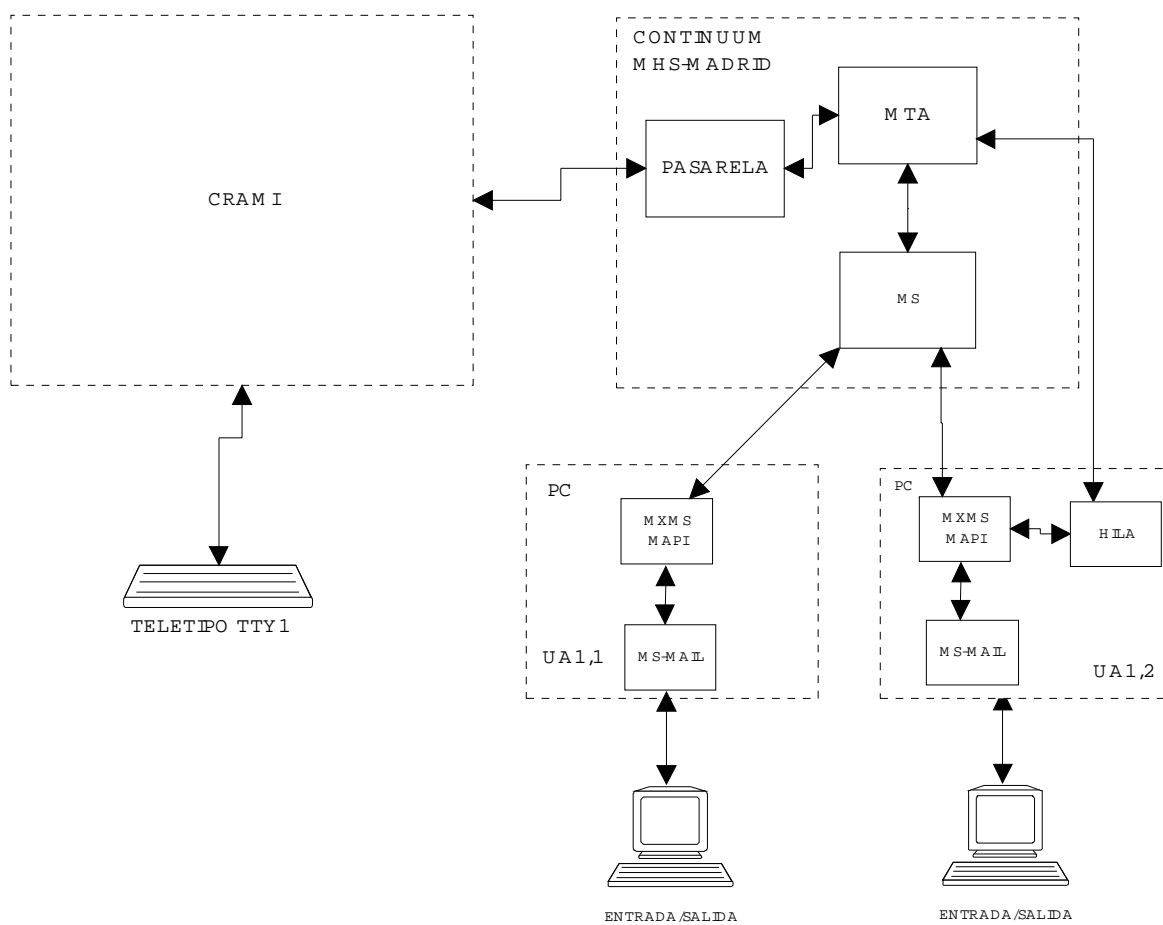 CONTINUUM
MHS-MADRID
MTA
PASARELA
CRAMI
MS
PC
MXMS
MAPI
UA1,1
MS-MAIL
PC
MXMS
MAPI
HILA
MS-MAIL
UA1,2
TELETIPO TTY1
ENTRADA/SALIDA
ENTRADA/SALIDA